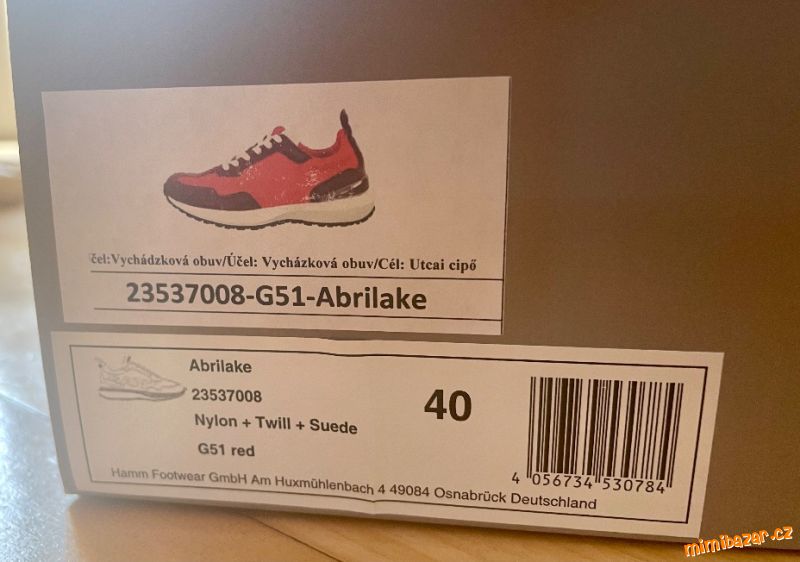 čel:Vychádzková obuv/Účel: Vycházková obuv/Cél: Utcai cipő
23537008-G51-Abrilake
Abrilake
23537008
Nylon + Twill + Suede
G51 red
40
4 056734 530784
Hamm Footwear GmbH Am Huxmühlenbach 4 49084 Osnabrück Deutschland
mimibazar.cz